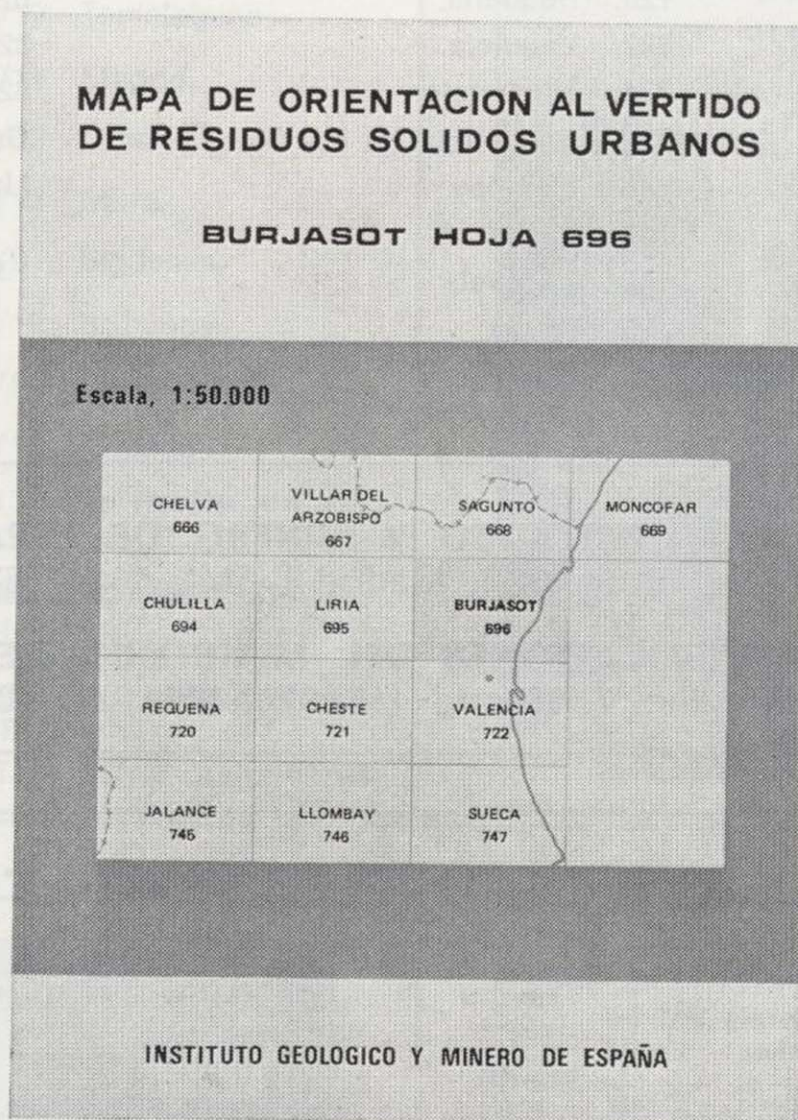 MAPA DE ORIENTACION AL VERTIDO
DE RESIDUOS SOLIDOS URBANOS
BURJASOT HOJA 696
Escala, 1:50.000
CHELVA
666
VILLAR DEL
ARZOBISPO
667
SAGUNTO
668
MONCOFAR
669
CHULILLA
694
LIRIA
695
BURJASOT
696
REQUENA
720
CHESTE
721
VALENCIA
722
JALANCE
745
LLOMBAY
746
SUECA
747
INSTITUTO GEOLOGICO Y MINERO DE ESPAÑA